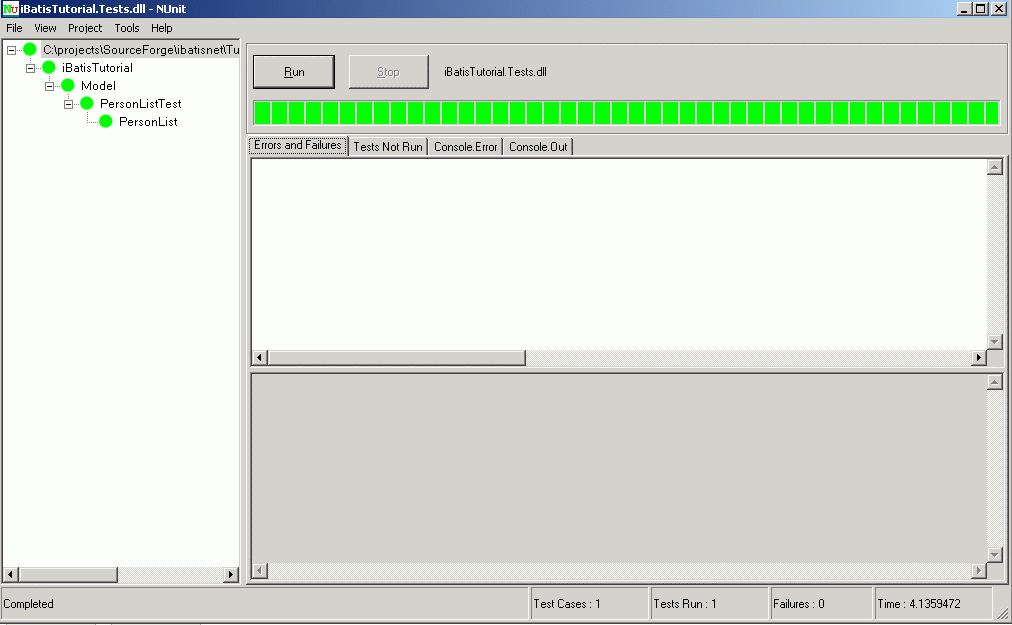 Nu iBatisTutorial.Tests.dll - NUnit
File View Project Tools Help
C:\projects\SourceForge\ibatisnet\Tu
iBatisTutorial
Model
PersonListTest
PersonList
Run Stop iBatisTutorial.Tests.dll
Errors and Failures Tests Not Run Console.Error Console.Out
Completed Test Cases : 1 Tests Run : 1 Failures : 0 Time : 4.1359472